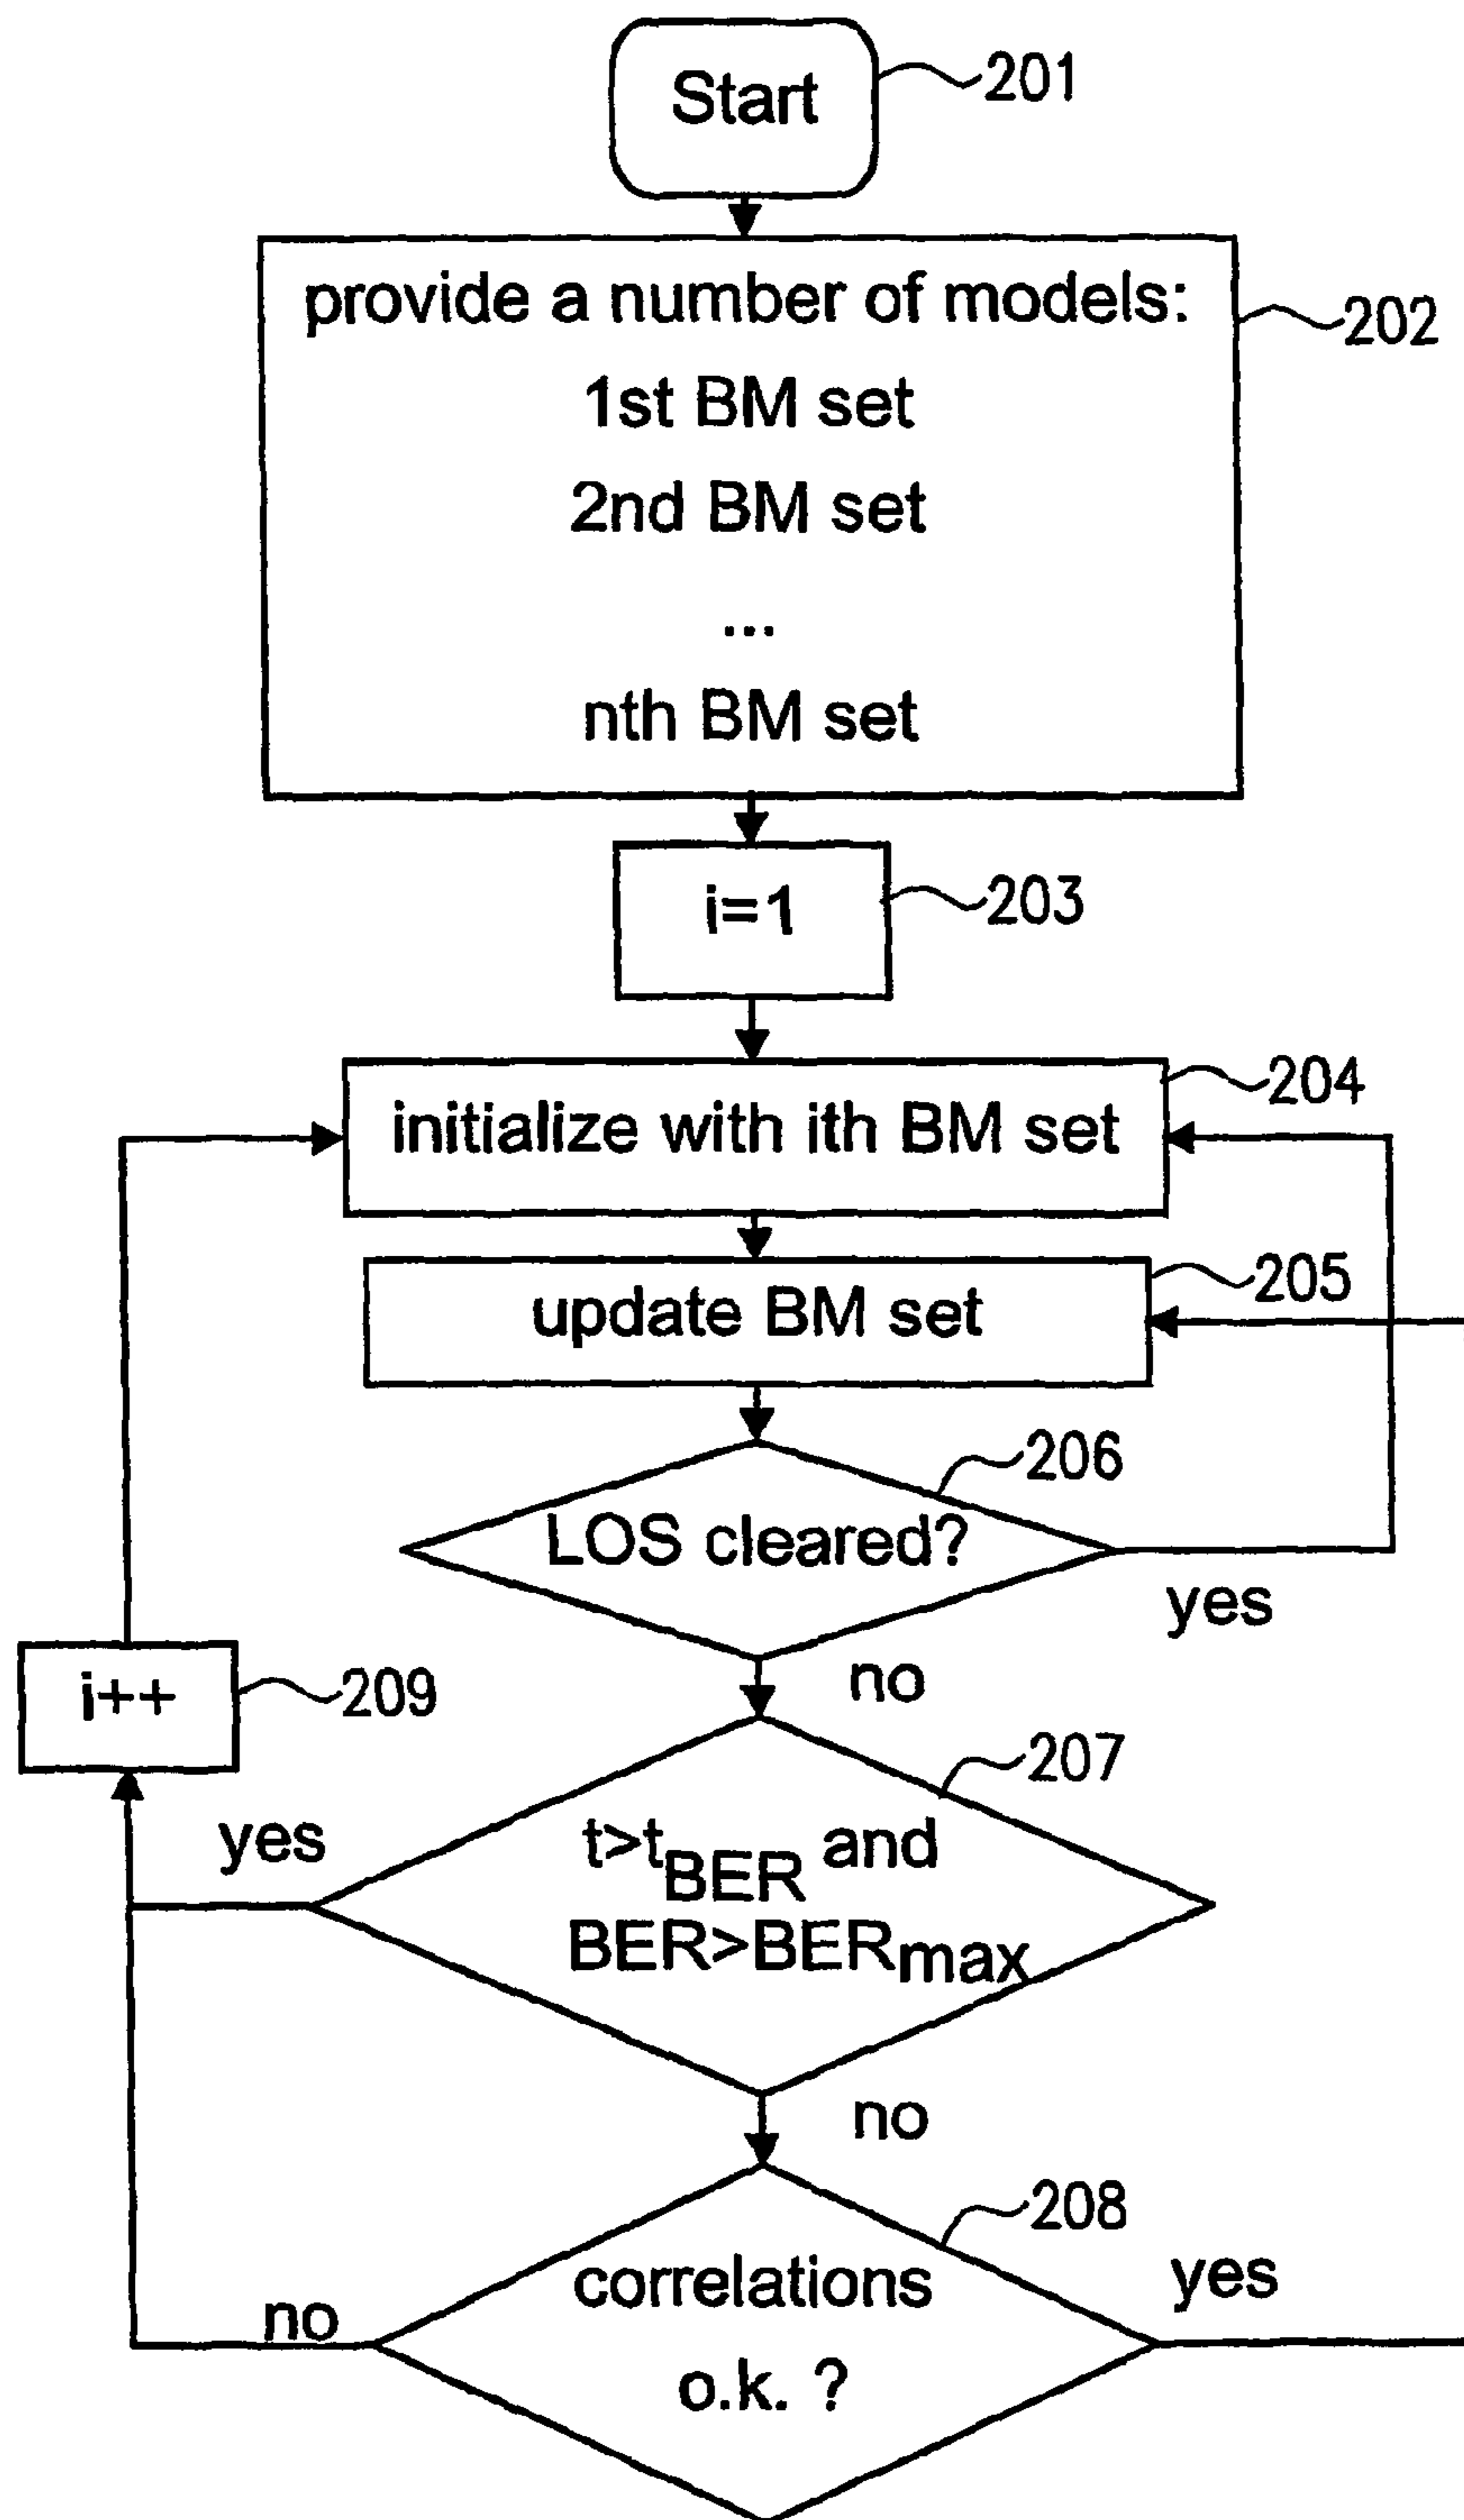 Start
201
provide a number of models:
202
1st BM set
2nd BM set
...
nth BM set
i=1
203
initialize with ith BM set
204
update BM set
205
LOS cleared?
206
yes
no
i++
209
207
yes
t>tBER and
BER>BERmax
no
208
correlations
yes
no
o.k. ?